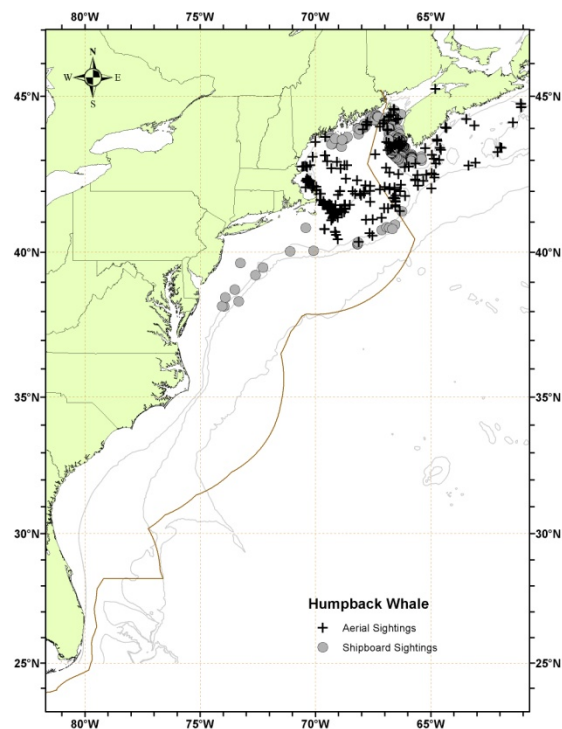 80°W 75°W 70°W 65°W
N
W E
S
45°N 45°N
40°N 40°N
35°N 35°N
30°N 30°N
Humpback Whale
Aerial Sightings
Shipboard Sightings
25°N 25°N
80°W 75°W 70°W 65°W